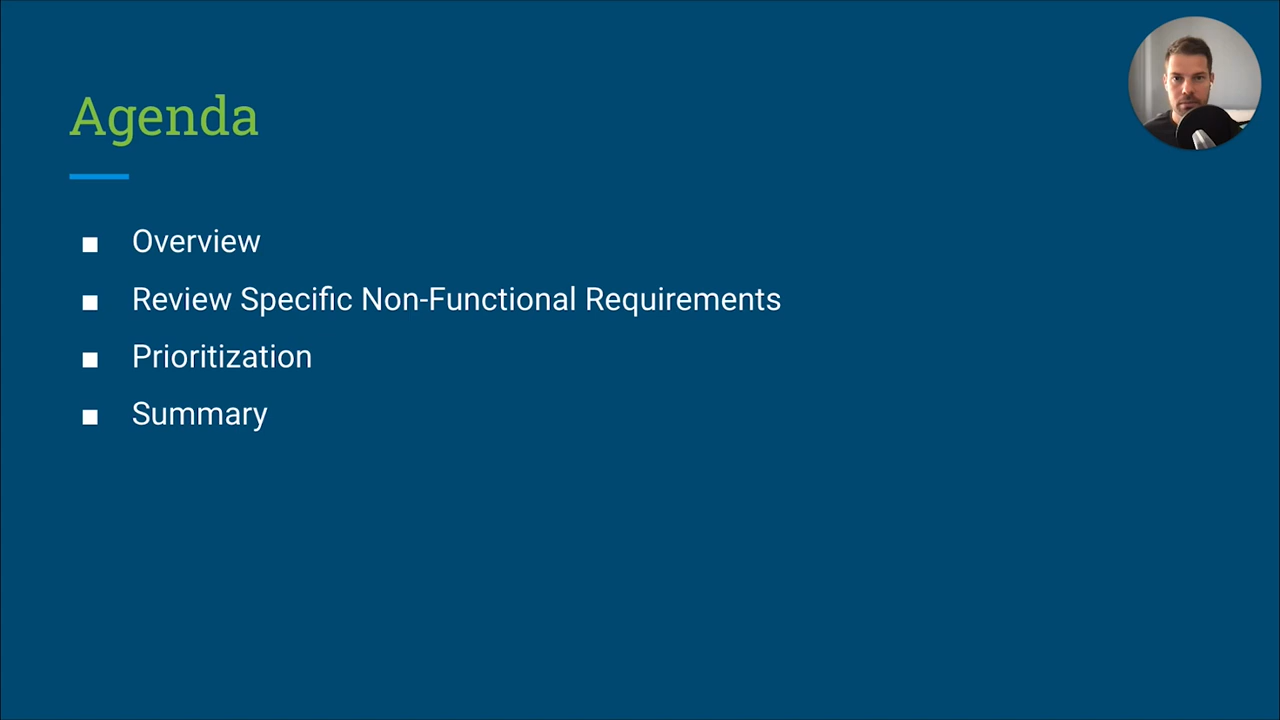 Agenda
Overview
Review Specific Non-Functional Requirements
Prioritization
Summary